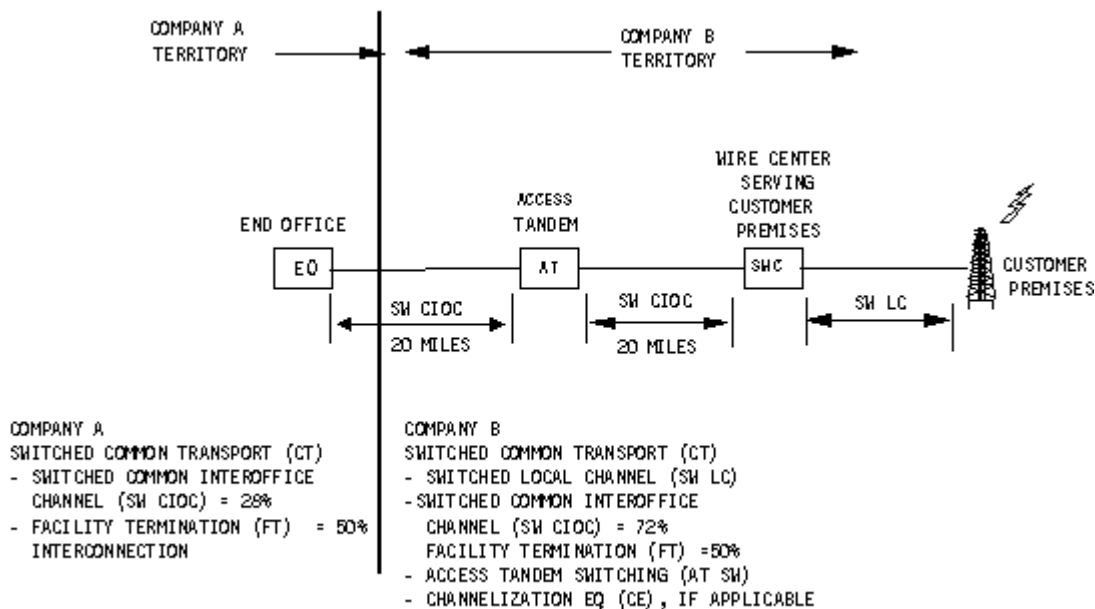 COMPANY A
TERRITORY
COMPANY B
TERRITORY
WIRE CENTER
SERVING
CUSTOMER
PREMISES
ACCESS
TANDEM
END OFFICE
EO
AT
SWC
CUSTOMER
PREMISES
SW CIOC
20 MILES
SW CIOC
20 MILES
SW LC
COMPANY A
SWITCHED COMMON TRANSPORT (CT)
- SWITCHED COMMON INTEROFFICE
CHANNEL (SW CIOC) = 28%
- FACILITY TERMINATION (FT) = 50%
INTERCONNECTION
COMPANY B
SWITCHED COMMON TRANSPORT (CT)
- SWITCHED LOCAL CHANNEL (SW LC)
-SWITCHED COMMON INTEROFFICE
CHANNEL (SW CIOC) = 72%
FACILITY TERMINATION (FT) =50%
- ACCESS TANDEM SWITCHING (AT SW)
- CHANNELIZATION EQ (CE), IF APPLICABLE